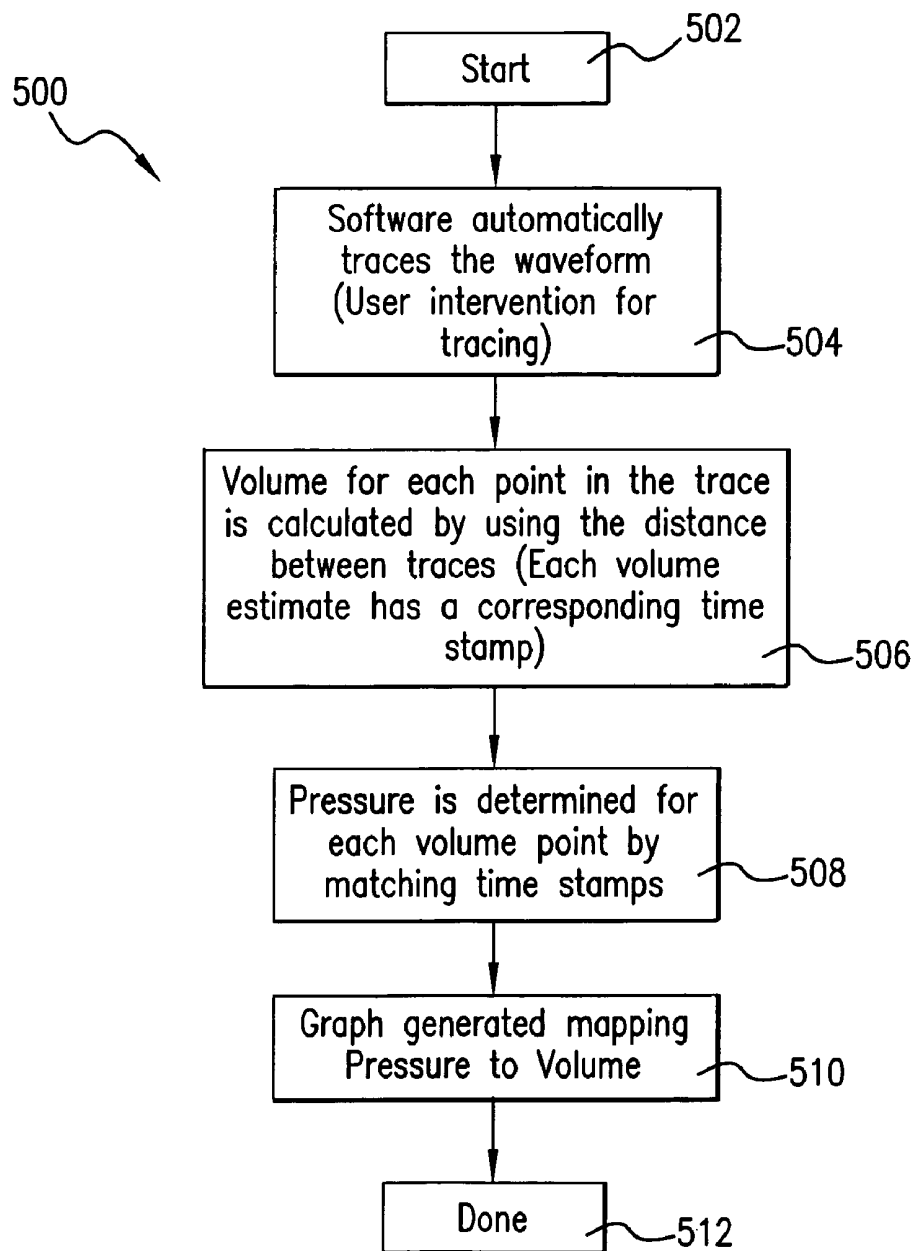 502
Start
500
Software automatically
traces the waveform
(User intervention for
tracing)
504
Volume for each point in the trace
is calculated by using the distance
between traces (Each volume
estimate has a corresponding time
stamp)
506
Pressure is determined for
each volume point by
matching time stamps
508
Graph generated mapping
Pressure to Volume
510
Done
512